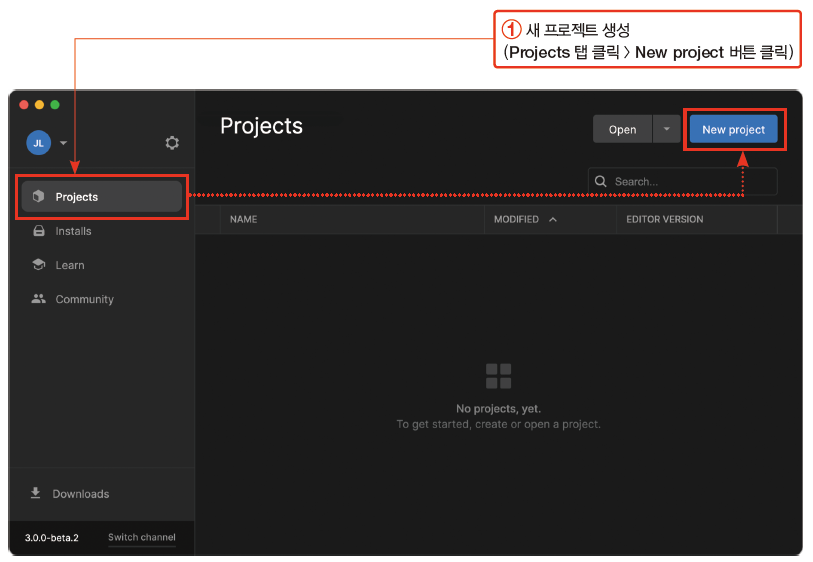 ① 새 프로젝트 생성
(Projects 탭 클릭 > New project 버튼 클릭)
JL
Projects
Open
New project
Search...
Projects
Installs
Learn
Community
NAME
MODIFIED
EDITOR VERSION
No projects, yet.
To get started, create or open a project.
Downloads
3.0.0-beta.2
Switch channel